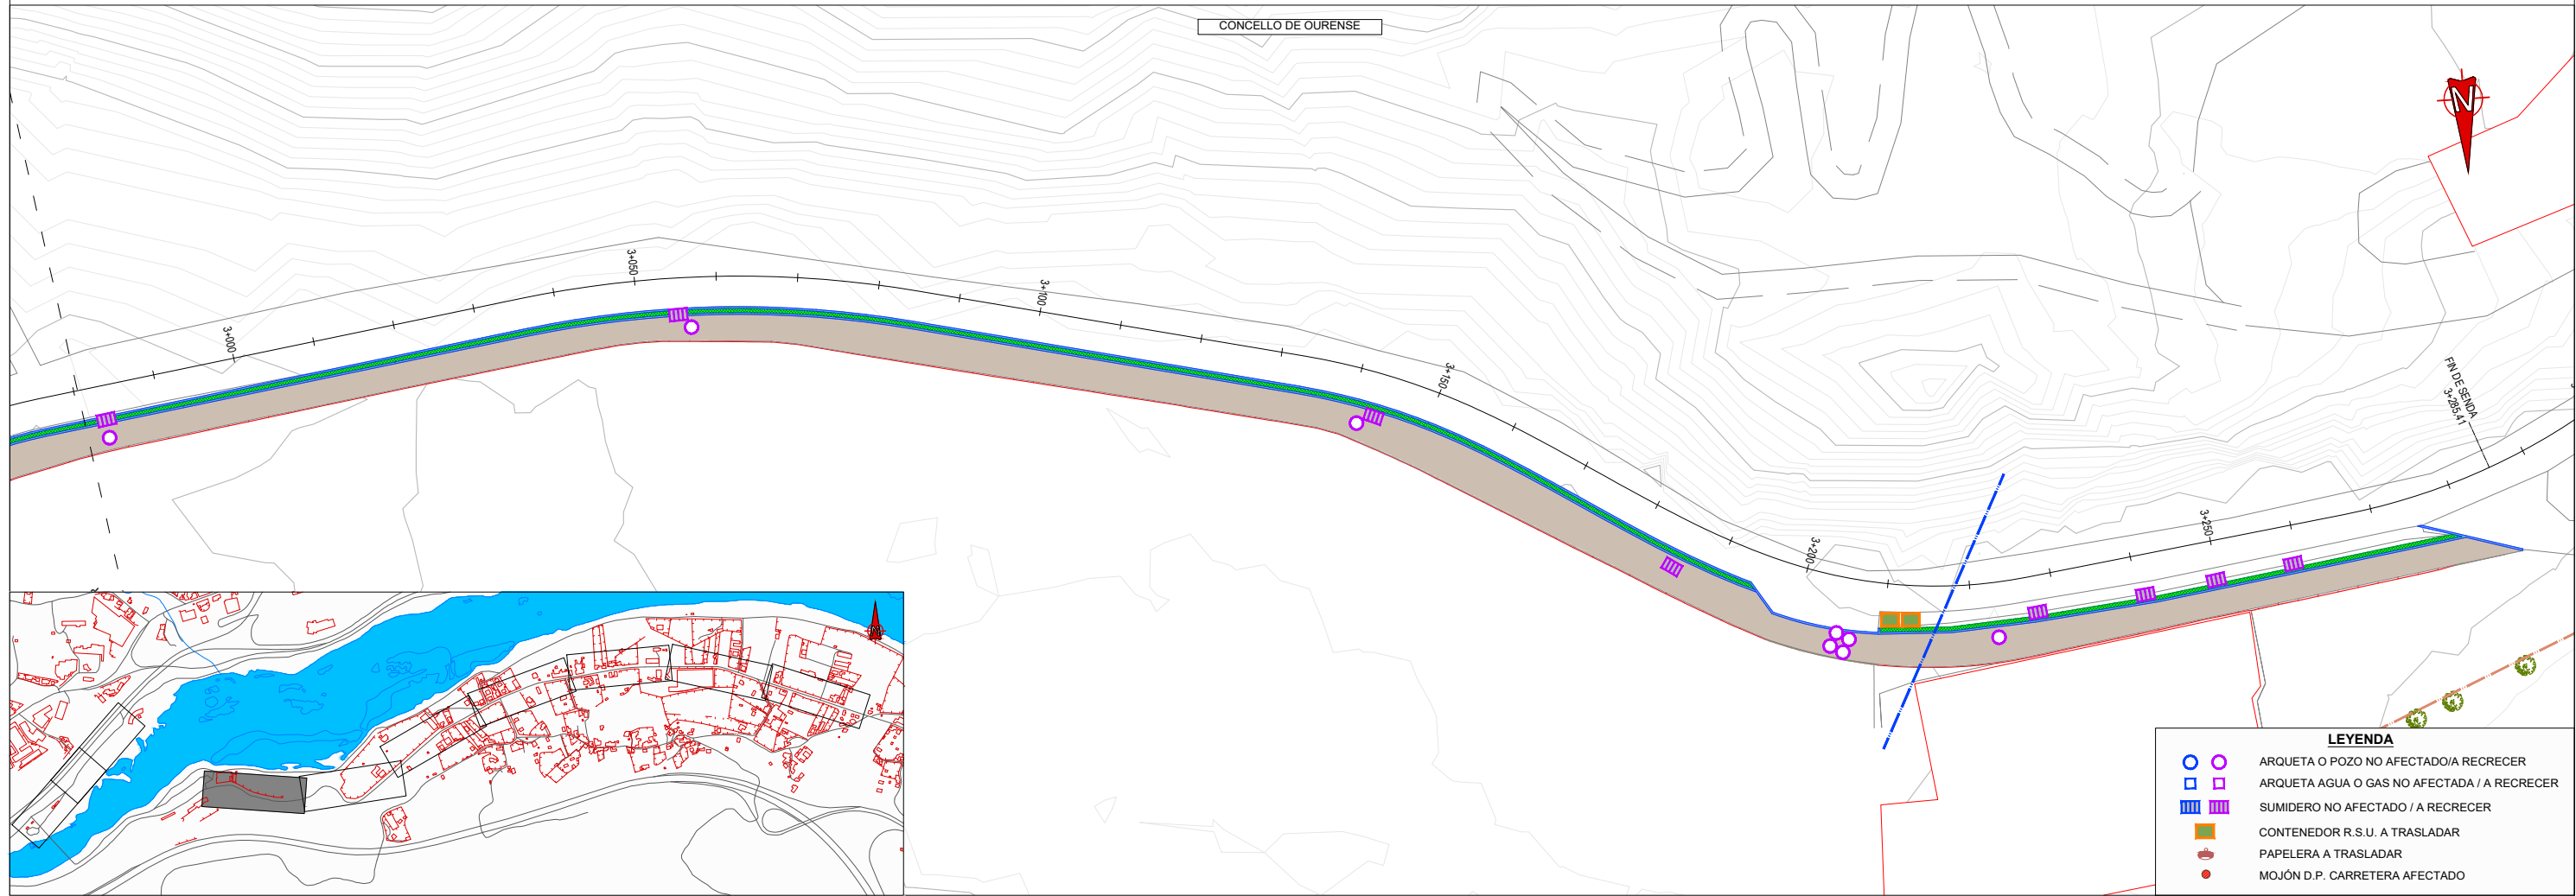 CONCELLO DE OURENSE
N
3+000
3+050
3+100
3+150
3+200
3+250
FIN DE SENDA
3+285.41
N
LEYENDA
ARQUETA O POZO NO AFECTADO/A RECRECER
ARQUETA AGUA O GAS NO AFECTADA / A RECRECER
SUMIDERO NO AFECTADO / A RECRECER
CONTENEDOR R.S.U. A TRASLADAR
PAPELERA A TRASLADAR
MOJÓN D.P. CARRETERA AFECTADO